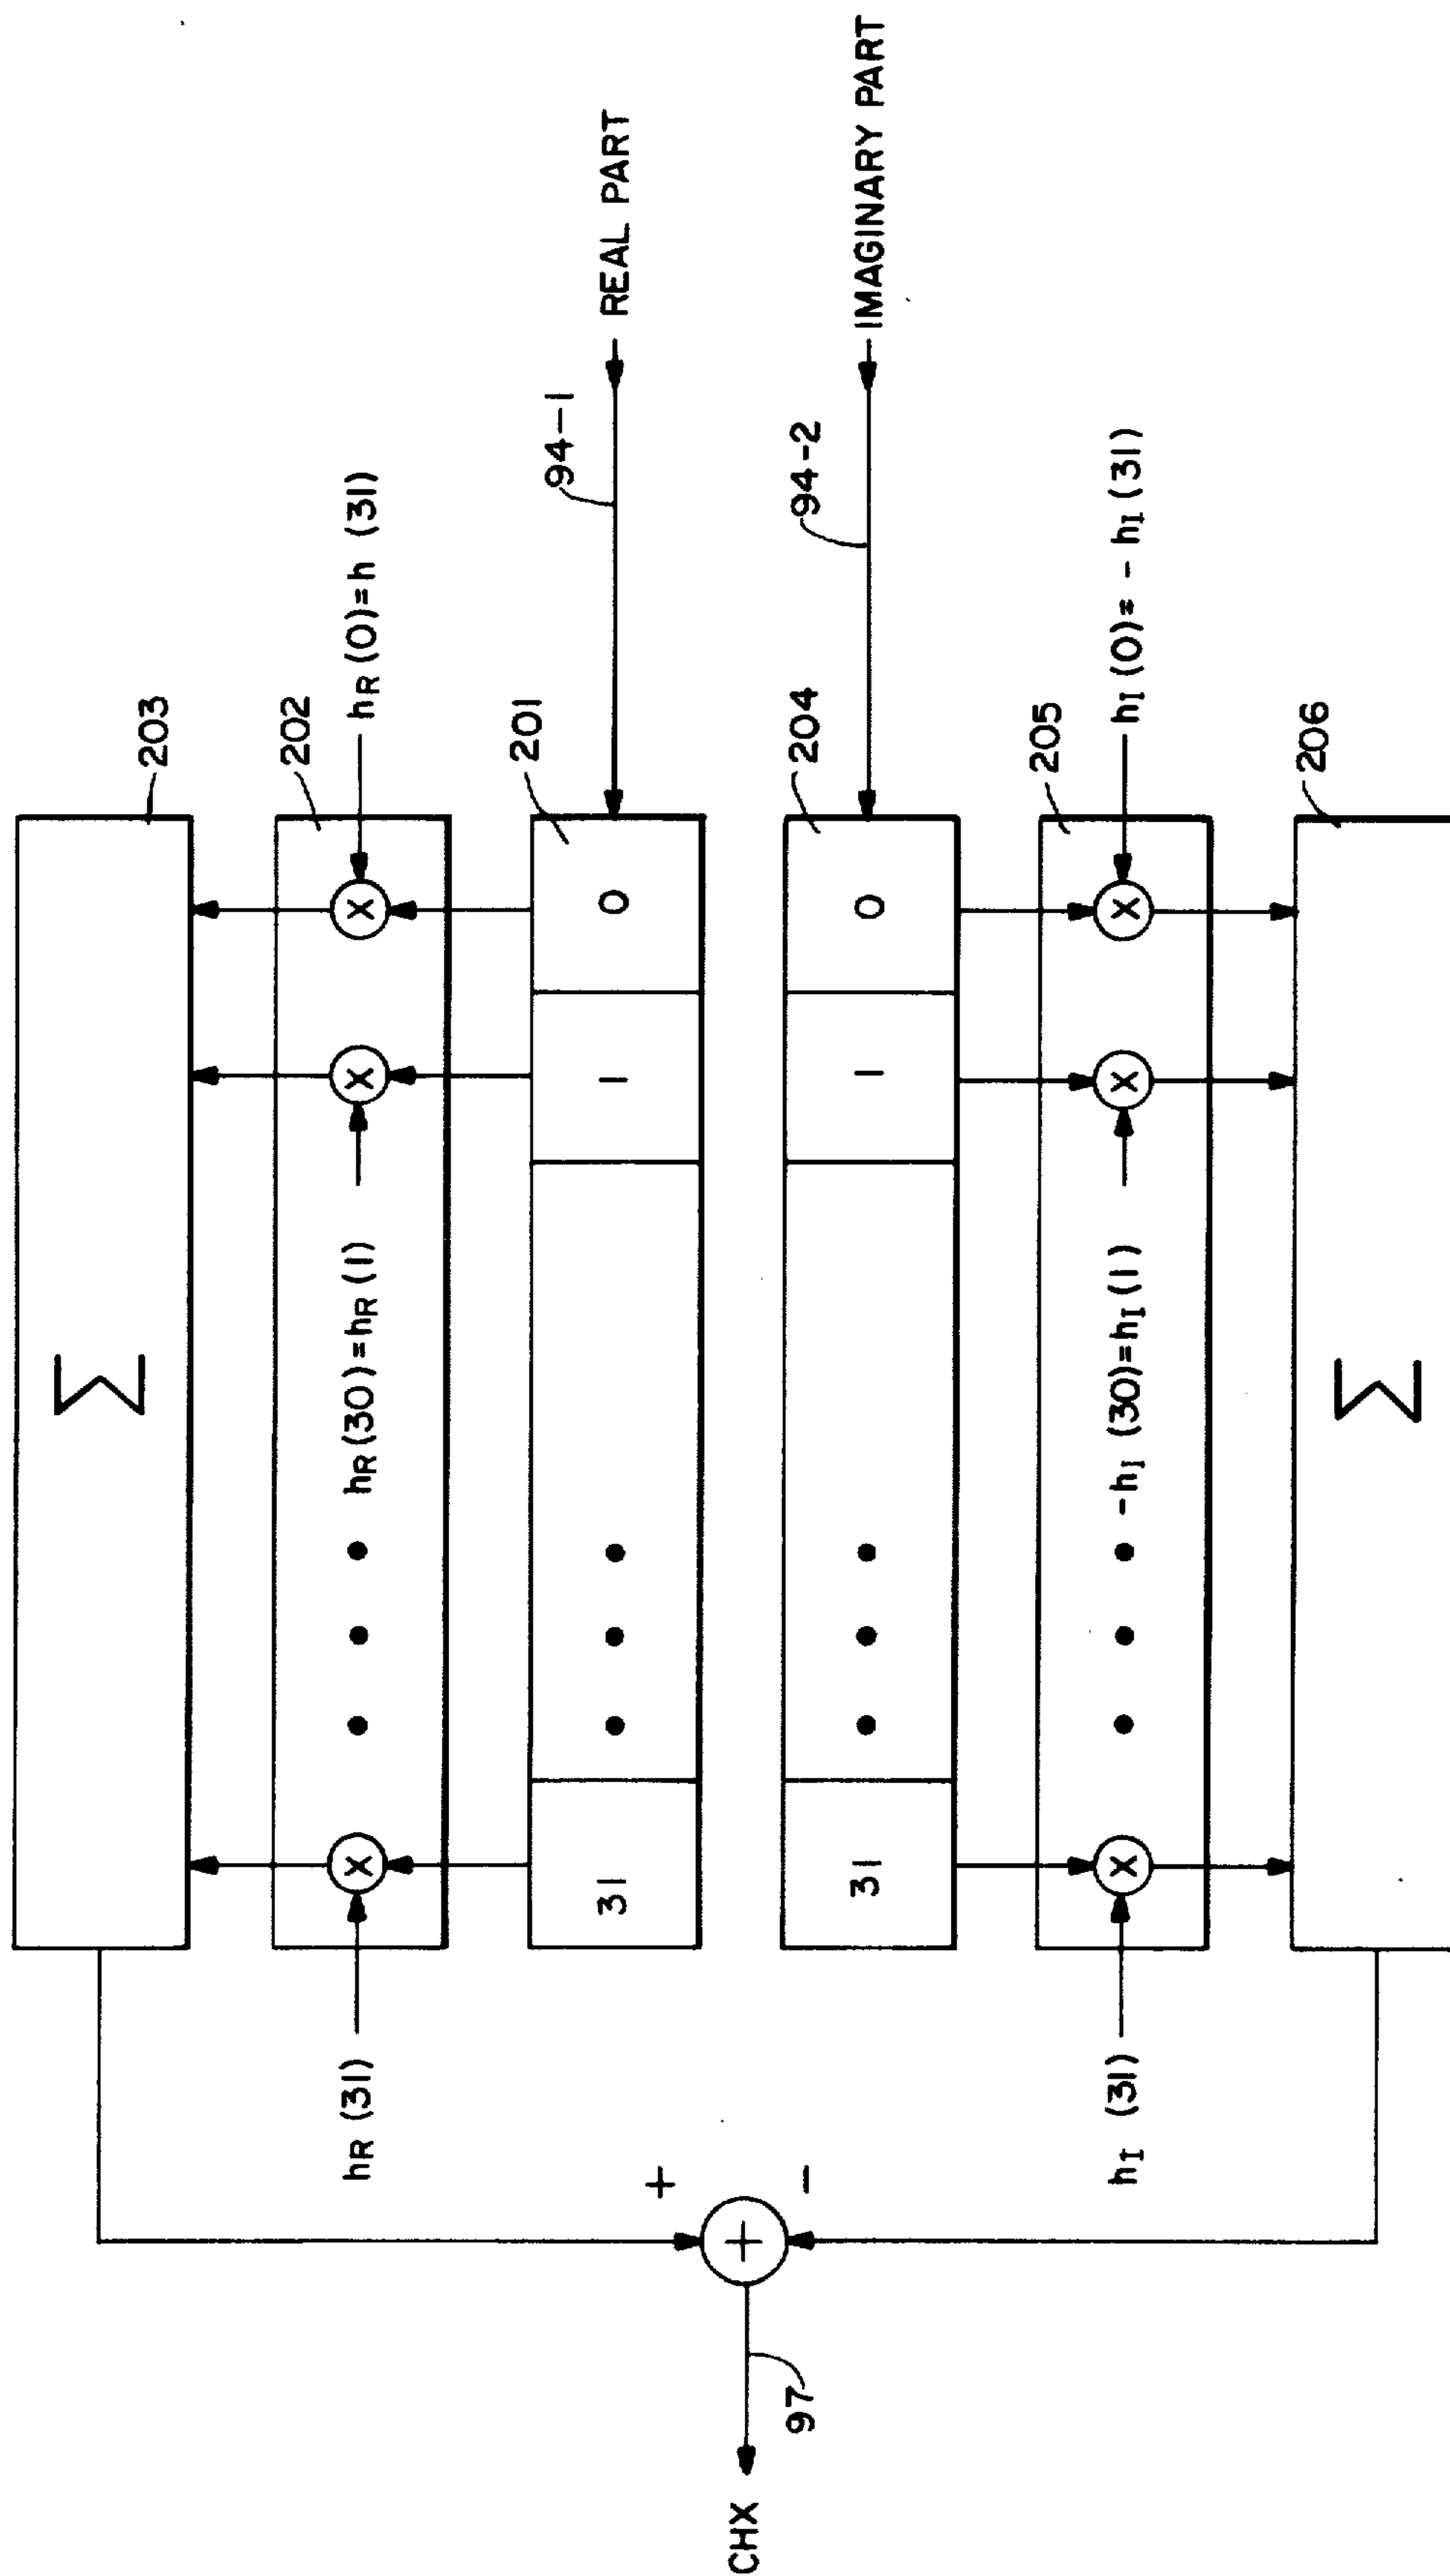 Σ
203
202
hR (31) X hR (30)=hR (1) X X hR (0)=h (31)
201
94-1
31 1 0 REAL PART
+
CHX +
97
−
204
94-2
31 1 0 IMAGINARY PART
205
hI (31) X -hI (30)=hI (1) X X hI (0)= - hI (31)
206
Σ